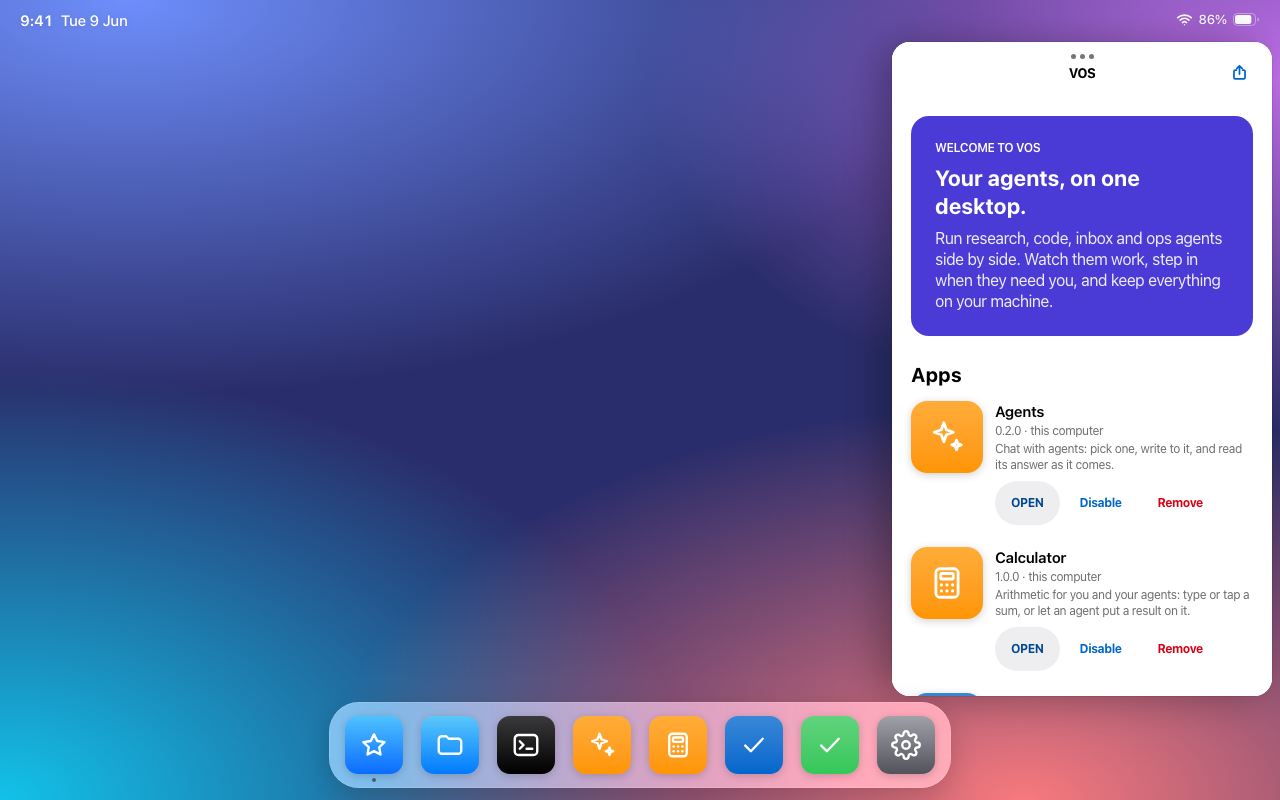 9:41 Tue 9 Jun
86%
VOS
WELCOME TO VOS
Your agents, on one
desktop.
Run research, code, inbox and ops agents
side by side. Watch them work, step in
when they need you, and keep everything
on your machine.
Apps
Agents
0.2.0 · this computer
Chat with agents: pick one, write to it, and read
its answer as it comes.
OPEN Disable Remove
Calculator
1.0.0 · this computer
Arithmetic for you and your agents: type or tap a
sum, or let an agent put a result on it.
OPEN Disable Remove